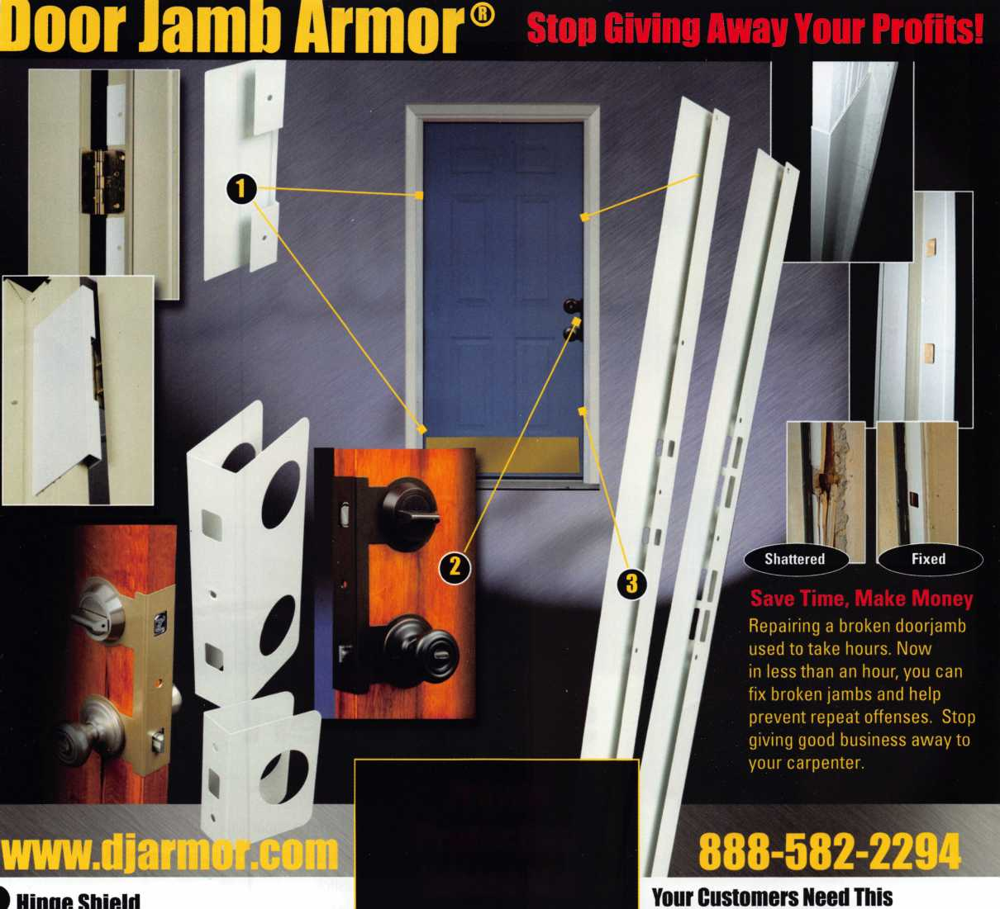 Door Jamb Armor®
Stop Giving Away Your Profits!
1
2
3
Shattered
Fixed
Save Time, Make Money
Repairing a broken doorjamb
used to take hours. Now
in less than an hour, you can
fix broken jambs and help
prevent repeat offenses. Stop
giving good business away to
your carpenter.
www.djarmor.com
888-582-2294
Hinge Shield
Your Customers Need This